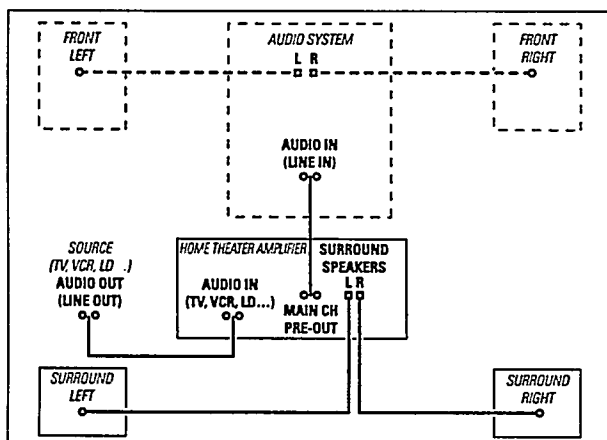 FRONT
LEFT
AUDIO SYSTEM
L R
FRONT
RIGHT
AUDIO IN
(LINE IN)
SOURCE
(TV, VCR, LD ..)
AUDIO OUT
(LINE OUT)
HOME THEATER AMPLIFIER
SURROUND
SPEAKERS
L R
AUDIO IN
(TV, VCR, LD...)
MAIN CH
PRE-OUT
SURROUND
LEFT
SURROUND
RIGHT